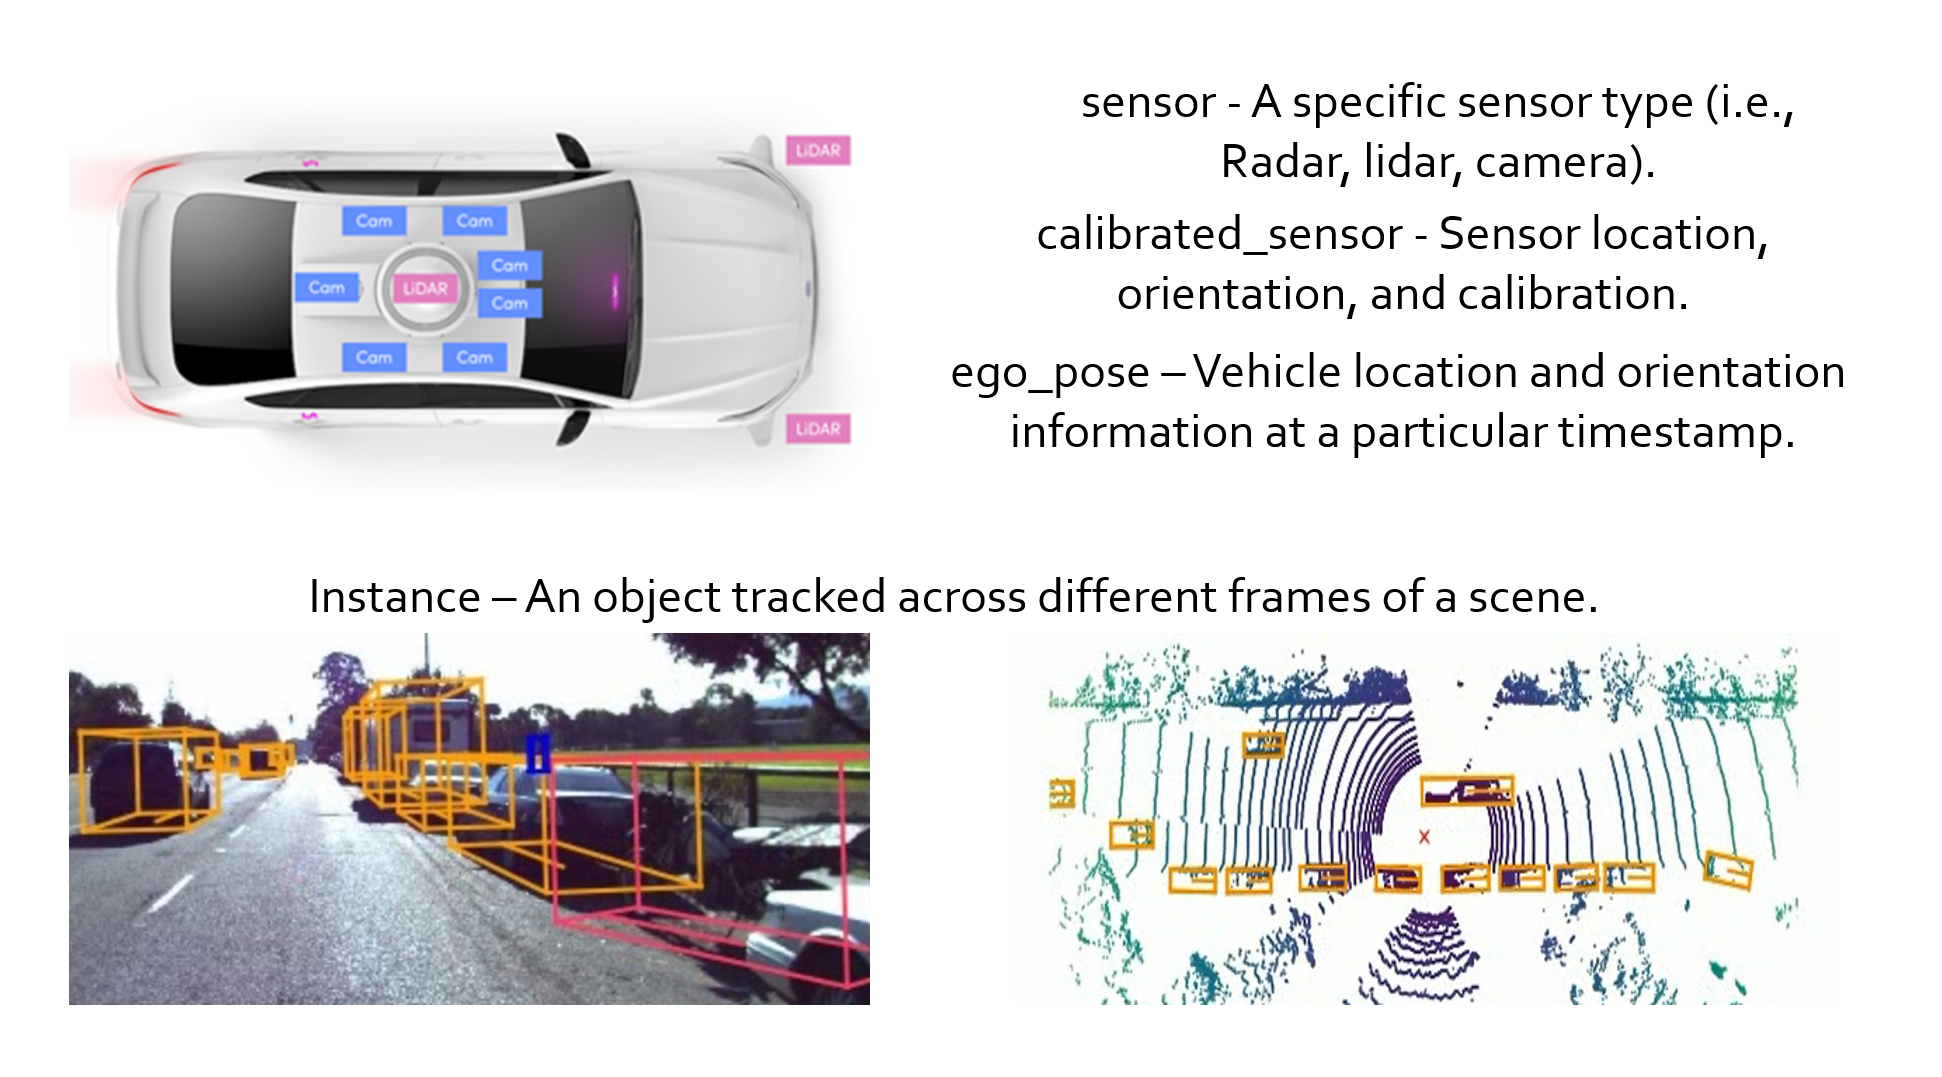 LiDAR
Cam Cam
Cam
Cam LiDAR
Cam
Cam Cam
LiDAR
sensor - A specific sensor type (i.e.,
Radar, lidar, camera).
calibrated_sensor - Sensor location,
orientation, and calibration.
ego_pose – Vehicle location and orientation
information at a particular timestamp.
Instance – An object tracked across different frames of a scene.
x